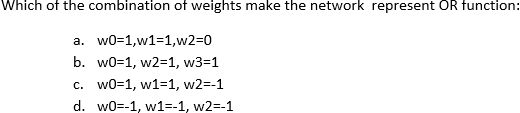 Which of the combination of weights make the network represent OR function:
a. w0=1,w1=1,w2=0
b. w0=1, w2=1, w3=1
c. w0=1, w1=1, w2=-1
d. w0=-1, w1=-1, w2=-1